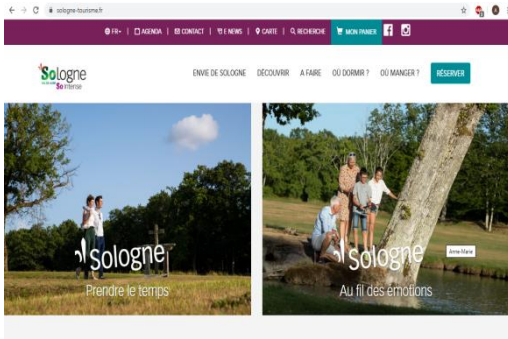 sologne-tourisme.fr
FR
AGENDA
CONTACT
E NEWS
CARTE
RECHERCHE
MON PANIER
Sologne
So intense
ENVIE DE SOLOGNE
DÉCOUVRIR
A FAIRE
OÙ DORMIR ?
OÙ MANGER ?
RÉSERVER
Sologne
Prendre le temps
Sologne
Au fil des émotions
Anne-Marie